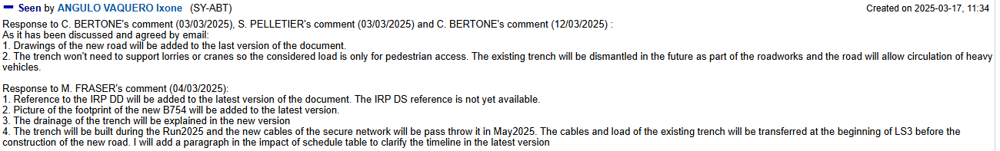 Seen by ANGULO VAQUERO Ixone (SY-ABT) Created on 2025-03-17, 11:34
Response to C. BERTONE's comment (03/03/2025), S. PELLETIER's comment (03/03/2025) and C. BERTONE's comment (12/03/2025) :
As it has been discussed and agreed by email:
1. Drawings of the new road will be added to the last version of the document.
2. The trench won't need to support lorries or cranes so the considered load is only for pedestrian access. The existing trench will be dismantled in the future as part of the roadworks and the road will allow circulation of heavy
vehicles.
Response to M. FRASER's comment (04/03/2025):
1. Reference to the IRP DD will be added to the latest version of the document. The IRP DS reference is not yet available.
2. Picture of the footprint of the new B754 will be added to the latest version.
3. The drainage of the trench will be explained in the new version
4. The trench will be built during the Run2025 and the new cables of the secure network will be pass throw it in May2025. The cables and load of the existing trench will be transferred at the beginning of LS3 before the
construction of the new road. I will add a paragraph in the impact of schedule table to clarify the timeline in the latest version